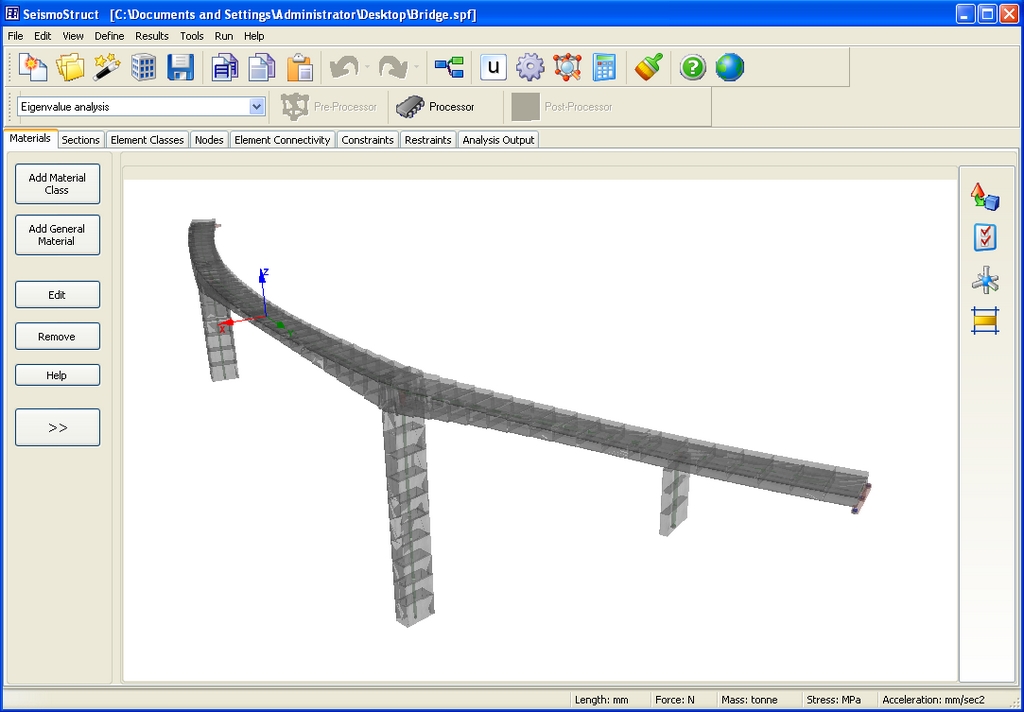 SeismoStruct [C:\Documents and Settings\Administrator\Desktop\Bridge.spf]
File Edit View Define Results Tools Run Help
u ?
Eigenvalue analysis Pre-Processor Processor Post-Processor
Materials Sections Element Classes Nodes Element Connectivity Constraints Restraints Analysis Output
Add Material
Class
Add General
Material
Edit
Remove
Help
>>
z
x
Length: mm Force: N Mass: tonne Stress: MPa Acceleration: mm/sec2